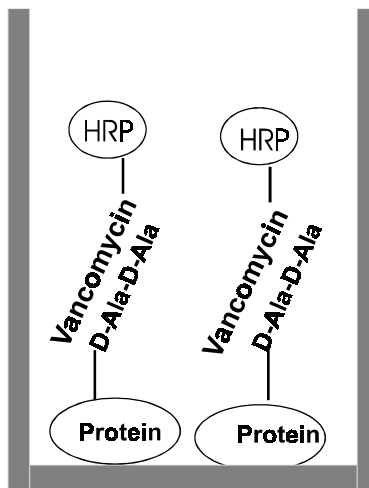 HRP
Vancomycin
D-Ala-D-Ala
Protein
HRP
Vancomycin
D-Ala-D-Ala
Protein